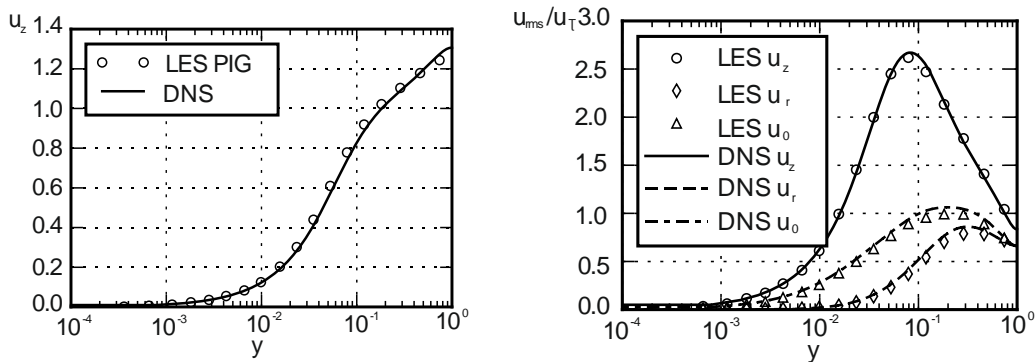 u_z
1.4
1.2
1.0
0.8
0.6
0.4
0.2
0.0
LES PIG
DNS
10^-4
10^-3
10^-2
10^-1
10^0
y
u_rms/u_τ
3.0
2.5
2.0
1.5
1.0
0.5
0.0
LES u_z
LES u_r
LES u_0
DNS u_z
DNS u_r
DNS u_0
10^-4
10^-3
10^-2
10^-1
10^0
y